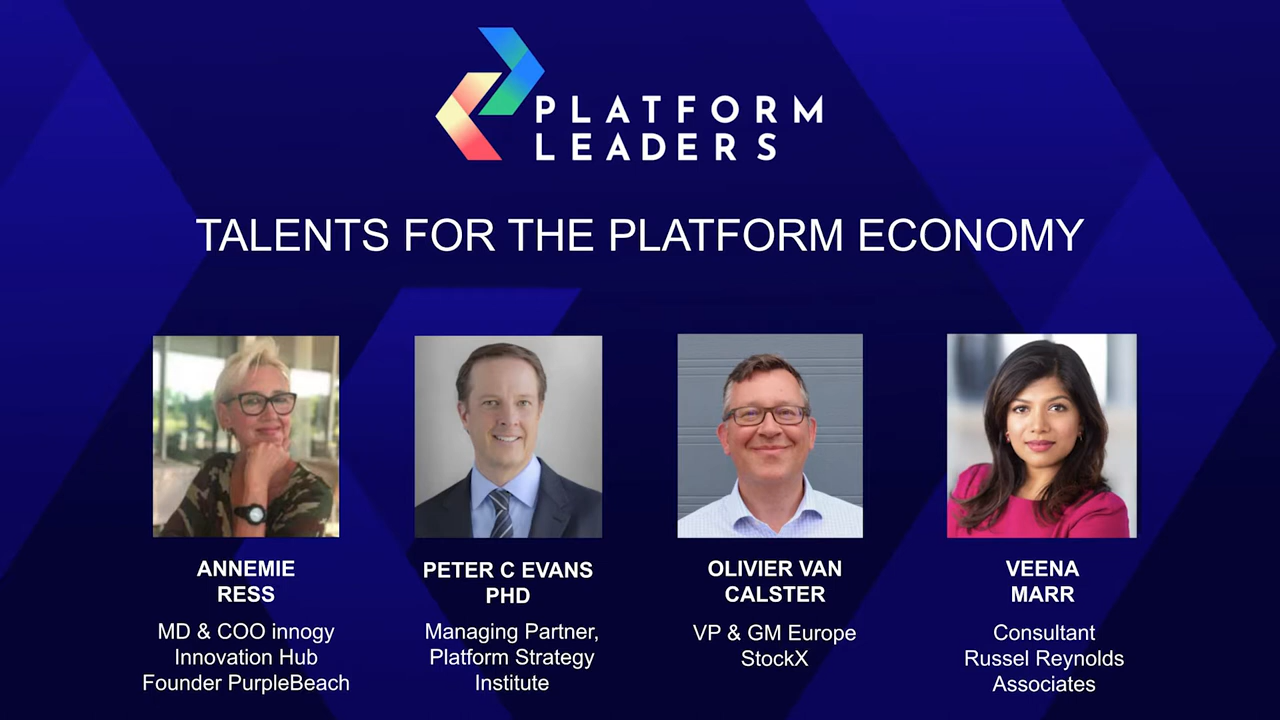 PLATFORM
LEADERS
TALENTS FOR THE PLATFORM ECONOMY
ANNEMIE
RESS
MD & COO innogy
Innovation Hub
Founder PurpleBeach
PETER C EVANS
PHD
Managing Partner,
Platform Strategy
Institute
OLIVIER VAN
CALSTER
VP & GM Europe
StockX
VEENA
MARR
Consultant
Russel Reynolds
Associates